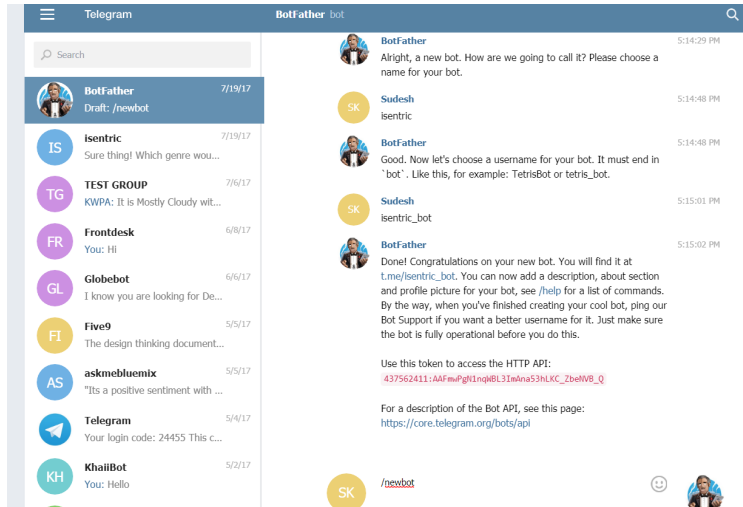 Telegram
BotFather bot
Search
BotFather 7/19/17
Draft: /newbot
IS
isentric 7/19/17
Sure thing! Which genre wou...
TG
TEST GROUP 7/6/17
KWPA: It is Mostly Cloudy wit...
FR
Frontdesk 6/8/17
You: Hi
GL
Globebot 6/6/17
I know you are looking for De...
FI
Five9 5/5/17
The design thinking document...
AS
askmebluemix 5/5/17
"Its a positive sentiment with ...
Telegram 5/4/17
Your login code: 24455 This c...
KH
KhaiiBot 5/2/17
You: Hello
BotFather 5:14:29 PM
Alright, a new bot. How are we going to call it? Please choose a
name for your bot.
SK
Sudesh 5:14:48 PM
isentric
BotFather 5:14:48 PM
Good. Now let's choose a username for your bot. It must end in
`bot`. Like this, for example: TetrisBot or tetris_bot.
SK
Sudesh 5:15:01 PM
isentric_bot
BotFather 5:15:02 PM
Done! Congratulations on your new bot. You will find it at
t.me/isentric_bot. You can now add a description, about section
and profile picture for your bot, see /help for a list of commands.
By the way, when you've finished creating your cool bot, ping our
Bot Support if you want a better username for it. Just make sure
the bot is fully operational before you do this.
Use this token to access the HTTP API:
437562411:AAFmwPgN1nqWBL3ImAna53hLKC_ZbeNVB_Q
For a description of the Bot API, see this page:
https://core.telegram.org/bots/api
SK
/newbot